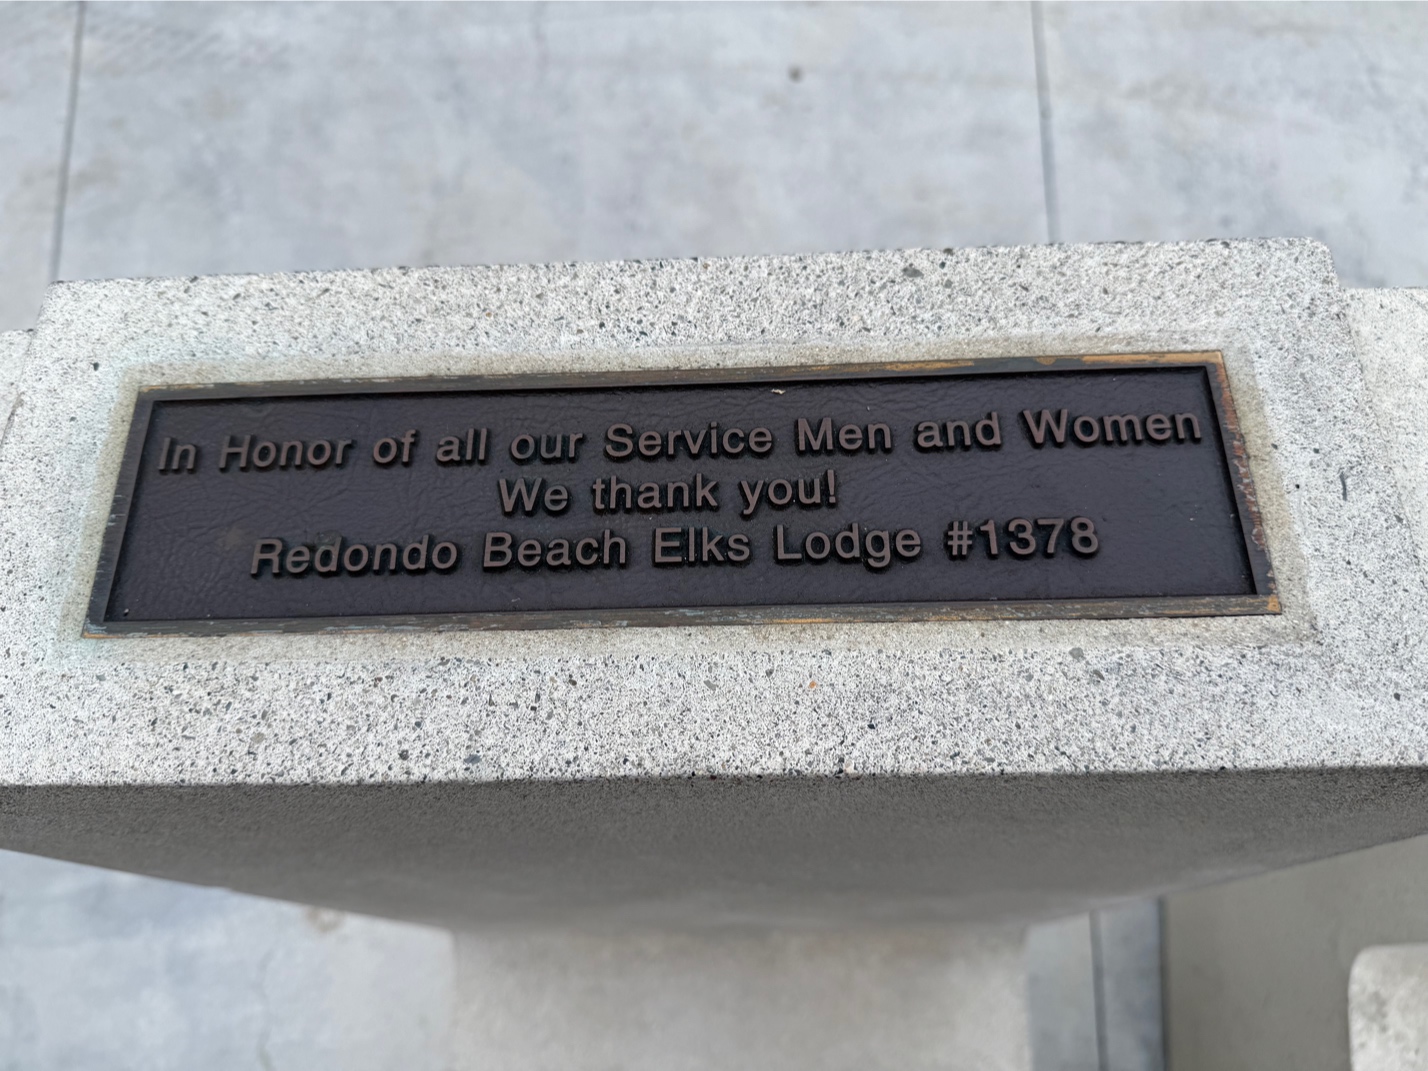 In Honor of all our Service Men and Women
We thank you!
Redondo Beach Elks Lodge #1378